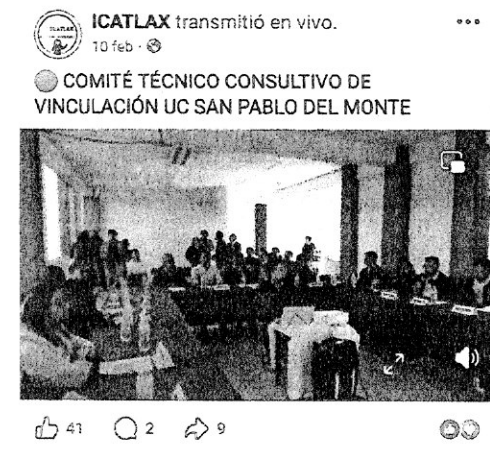 ICATLAX transmitió en vivo.
10 feb ·
COMITÉ TÉCNICO CONSULTIVO DE
VINCULACIÓN UC SAN PABLO DEL MONTE
41 2 9